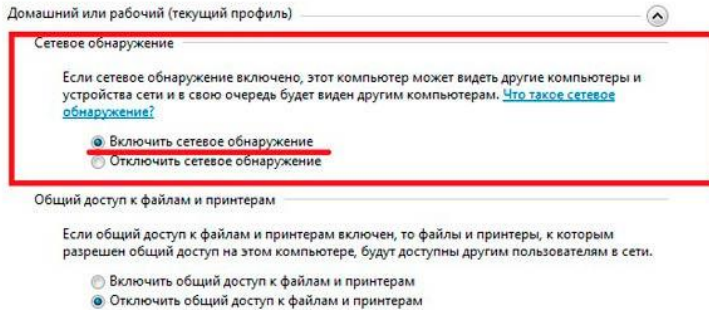 Домашний или рабочий (текущий профиль)
Сетевое обнаружение
Если сетевое обнаружение включено, этот компьютер может видеть другие компьютеры и
устройства сети и в свою очередь будет виден другим компьютерам. Что такое сетевое
обнаружение?
Включить сетевое обнаружение
Отключить сетевое обнаружение
Общий доступ к файлам и принтерам
Если общий доступ к файлам и принтерам включен, то файлы и принтеры, к которым
разрешен общий доступ на этом компьютере, будут доступны другим пользователям в сети.
Включить общий доступ к файлам и принтерам
Отключить общий доступ к файлам и принтерам